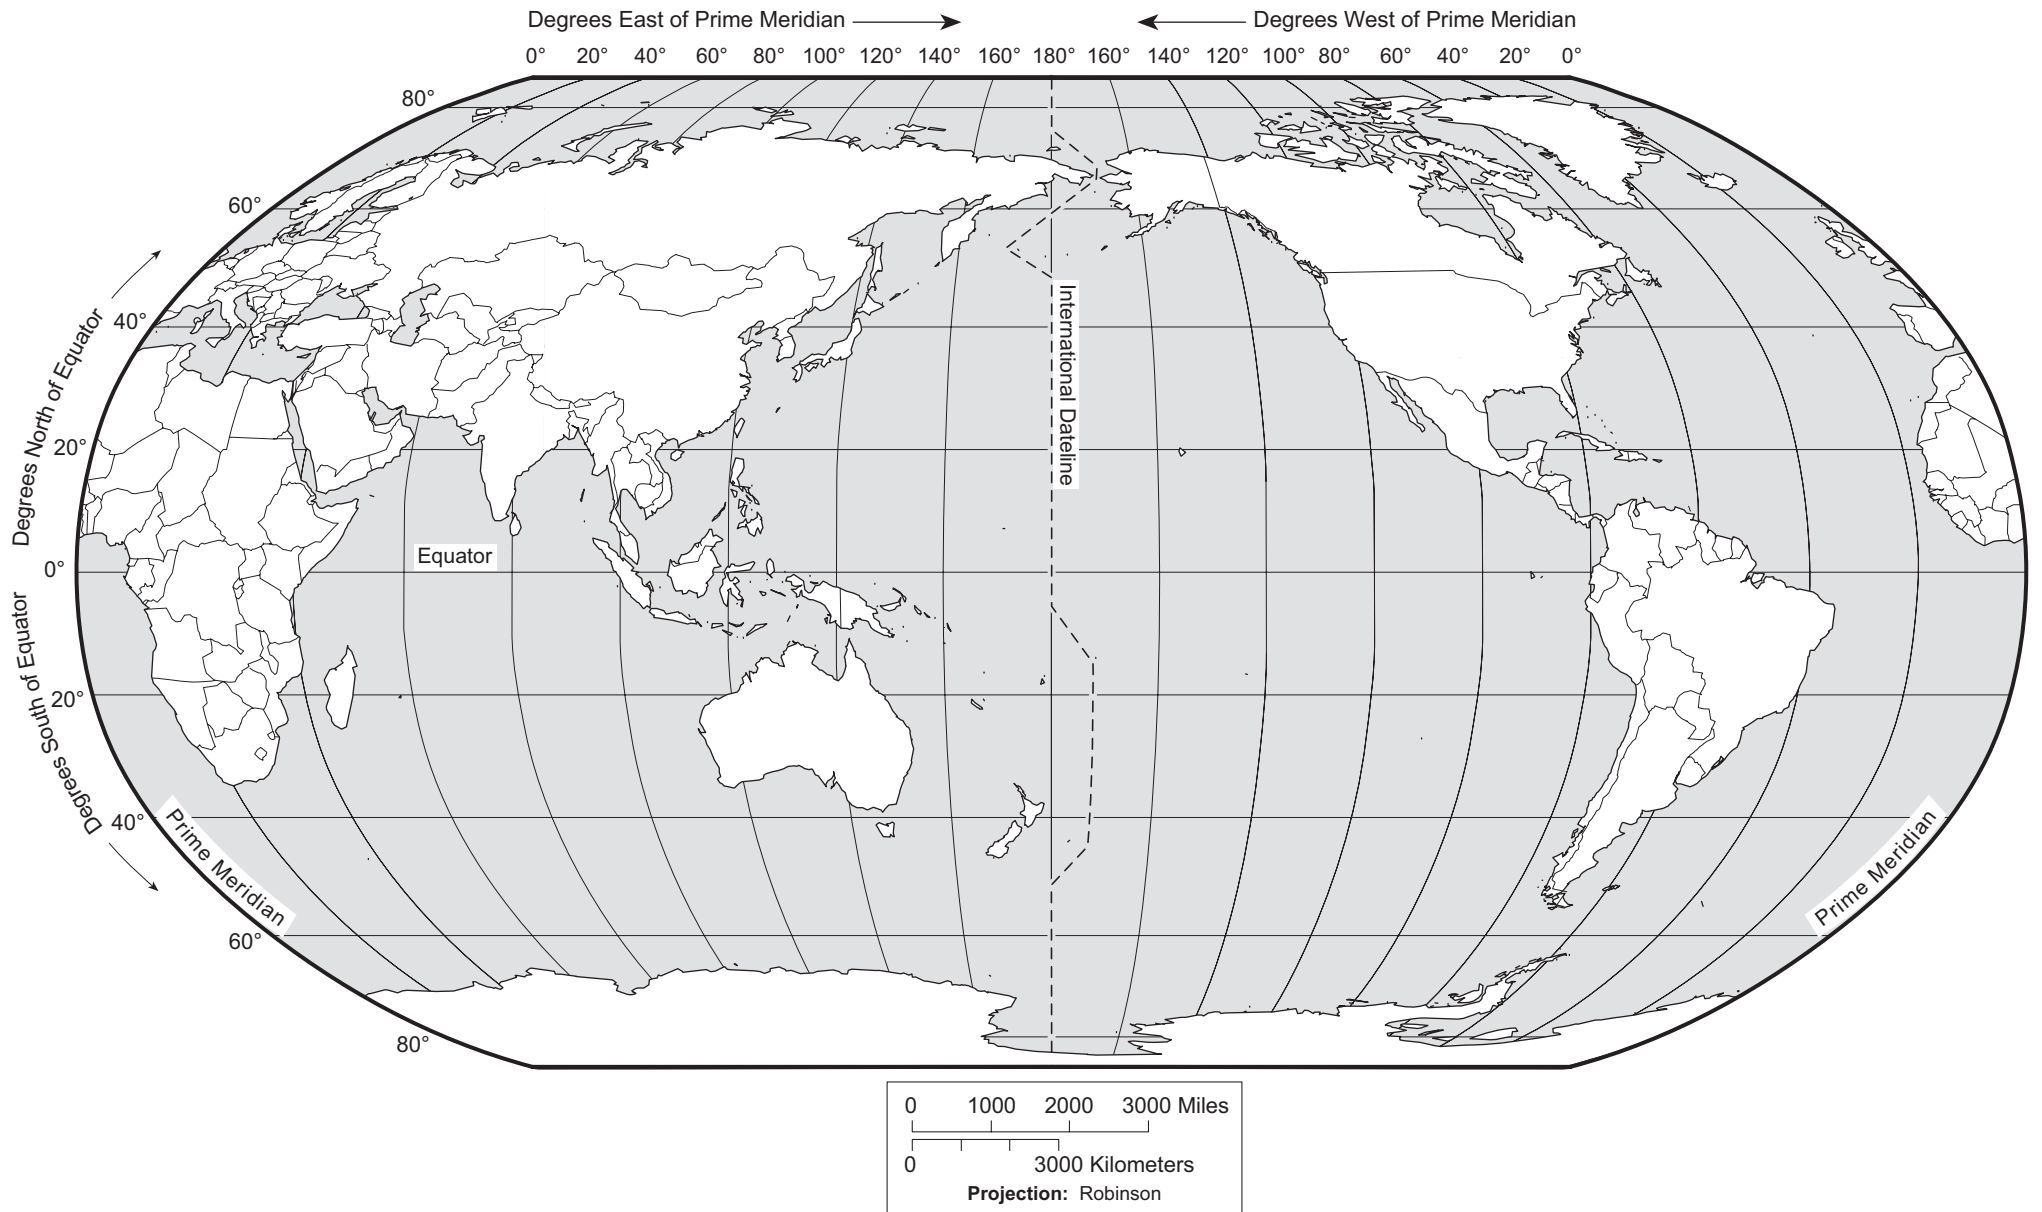 Degrees East of Prime Meridian
Degrees West of Prime Meridian
0° 20° 40° 60° 80° 100° 120° 140° 160° 180° 160° 140° 120° 100° 80° 60° 40° 20° 0°
80°
60°
40°
20°
0°
20°
40°
60°
80°
Degrees North of Equator
Degrees South of Equator
International Dateline
Equator
Prime Meridian
Prime Meridian
0 1000 2000 3000 Miles
0 3000 Kilometers
Projection: Robinson